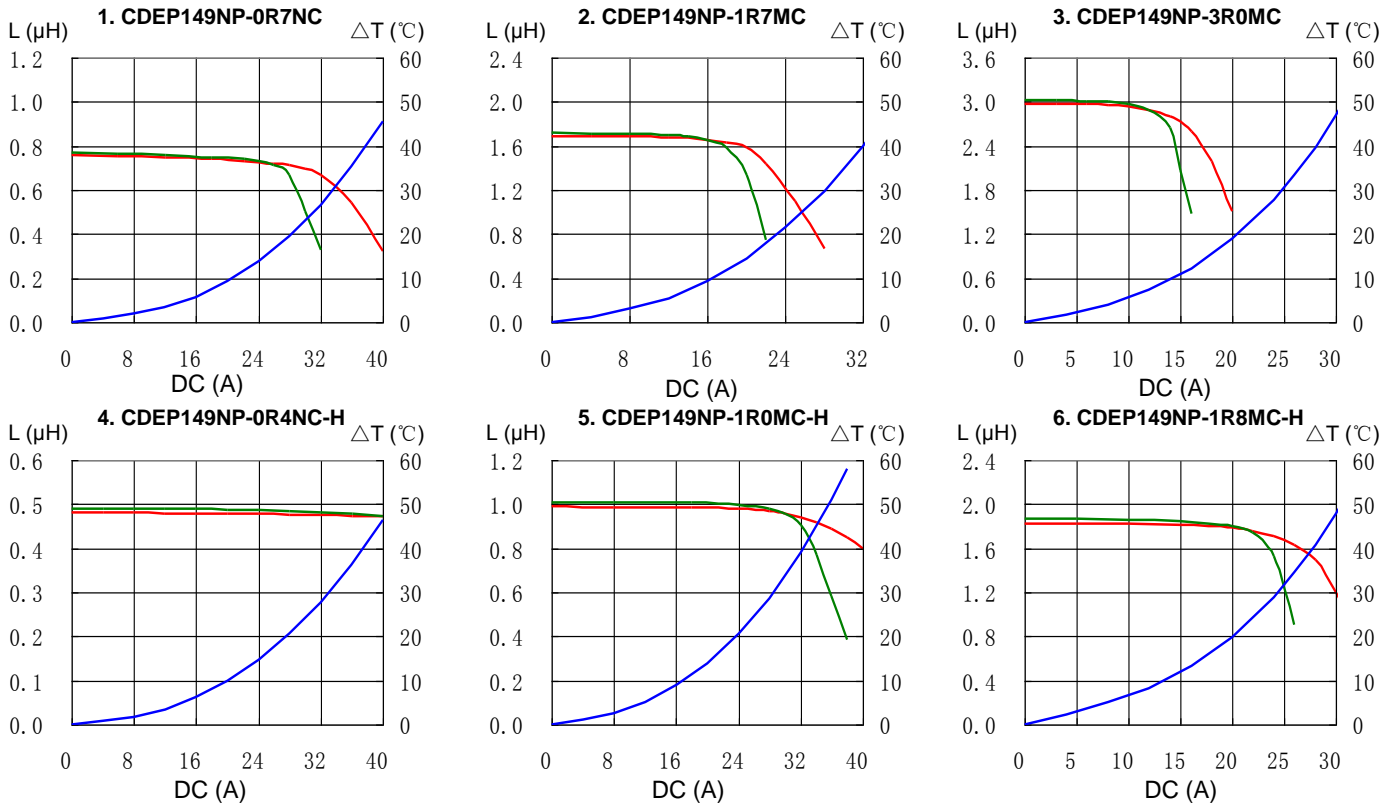 1. CDEP149NP-0R7NC
L (μH) △T (℃)
1.2 60
1.0 50
0.8 40
0.6 30
0.4 20
0.2 10
0.0 0
0 8 16 24 32 40
DC (A)
2. CDEP149NP-1R7MC
L (μH) △T (℃)
2.4 60
2.0 50
1.6 40
1.2 30
0.8 20
0.4 10
0.0 0
0 8 16 24 32
DC (A)
3. CDEP149NP-3R0MC
L (μH) △T (℃)
3.6 60
3.0 50
2.4 40
1.8 30
1.2 20
0.6 10
0.0 0
0 5 10 15 20 25 30
DC (A)
4. CDEP149NP-0R4NC-H
L (μH) △T (℃)
0.6 60
0.5 50
0.4 40
0.3 30
0.2 20
0.1 10
0.0 0
0 8 16 24 32 40
DC (A)
5. CDEP149NP-1R0MC-H
L (μH) △T (℃)
1.2 60
1.0 50
0.8 40
0.6 30
0.4 20
0.2 10
0.0 0
0 8 16 24 32 40
DC (A)
6. CDEP149NP-1R8MC-H
L (μH) △T (℃)
2.4 60
2.0 50
1.6 40
1.2 30
0.8 20
0.4 10
0.0 0
0 5 10 15 20 25 30
DC (A)